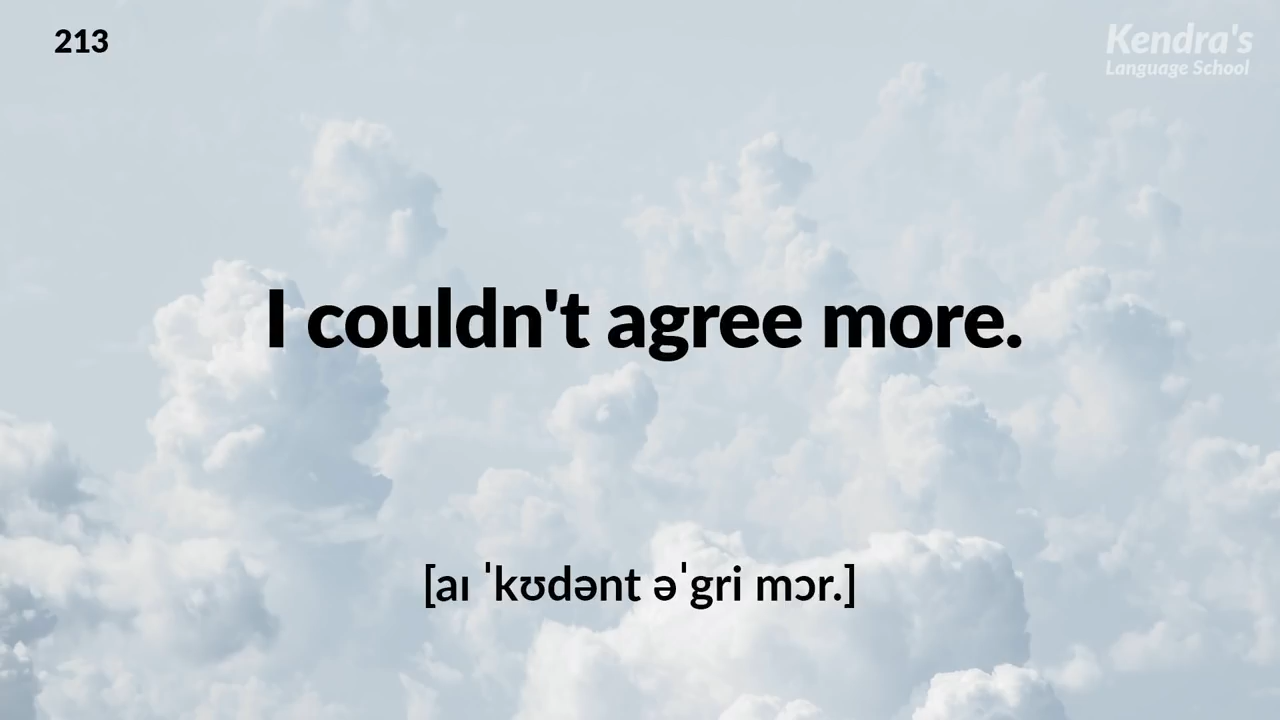 213
Kendra's
Language School
I couldn't agree more.
[aɪ ˈkʊdənt əˈgri mɔr.]